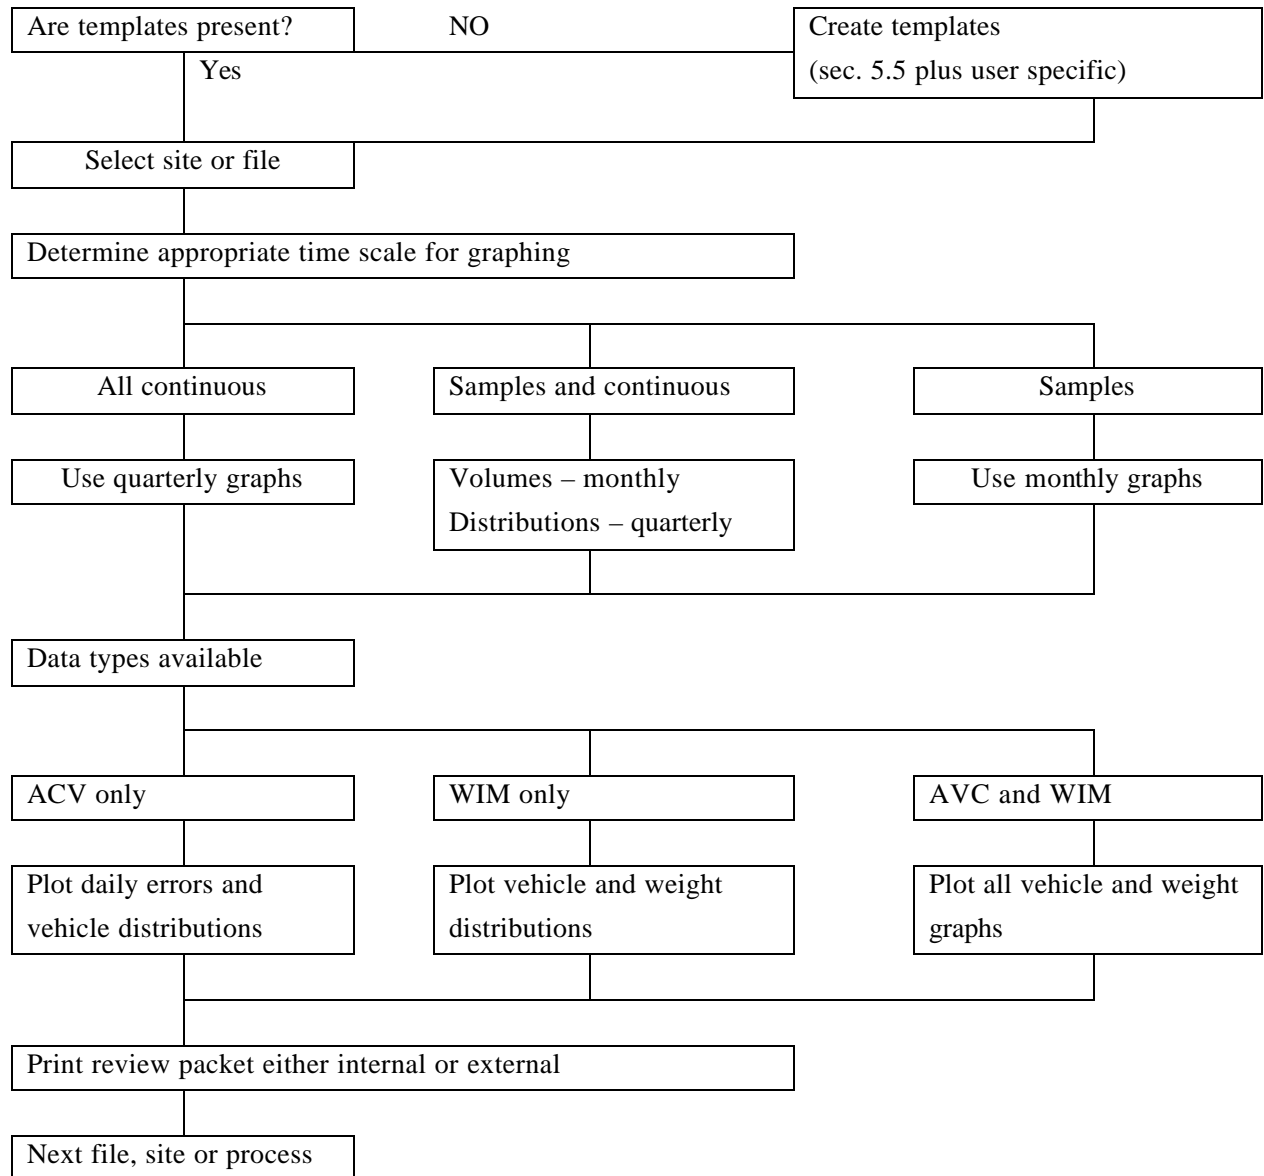 Are templates present?
NO
Create templates
(sec. 5.5 plus user specific)
Yes
Select site or file
Determine appropriate time scale for graphing
All continuous
Samples and continuous
Samples
Use quarterly graphs
Volumes – monthly
Distributions – quarterly
Use monthly graphs
Data types available
ACV only
WIM only
AVC and WIM
Plot daily errors and
vehicle distributions
Plot vehicle and weight
distributions
Plot all vehicle and weight
graphs
Print review packet either internal or external
Next file, site or process